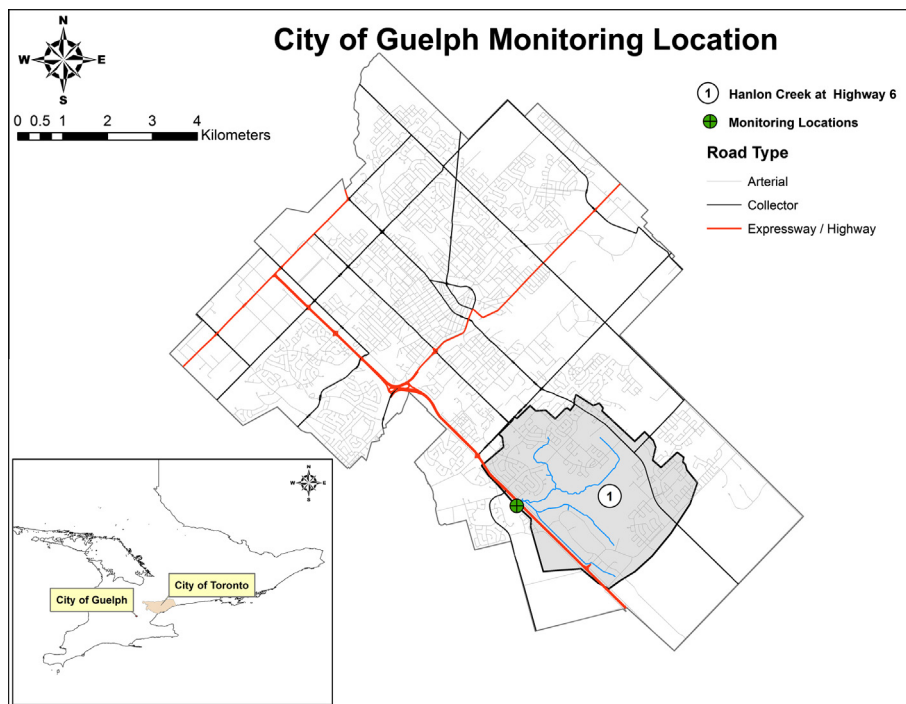 City of Guelph Monitoring Location
N
W E
S
0 0.5 1 2 3 4
Kilometers
1 Hanlon Creek at Highway 6
Monitoring Locations
Road Type
Arterial
Collector
Expressway / Highway
1
N
W E
S
City of Toronto
City of Guelph